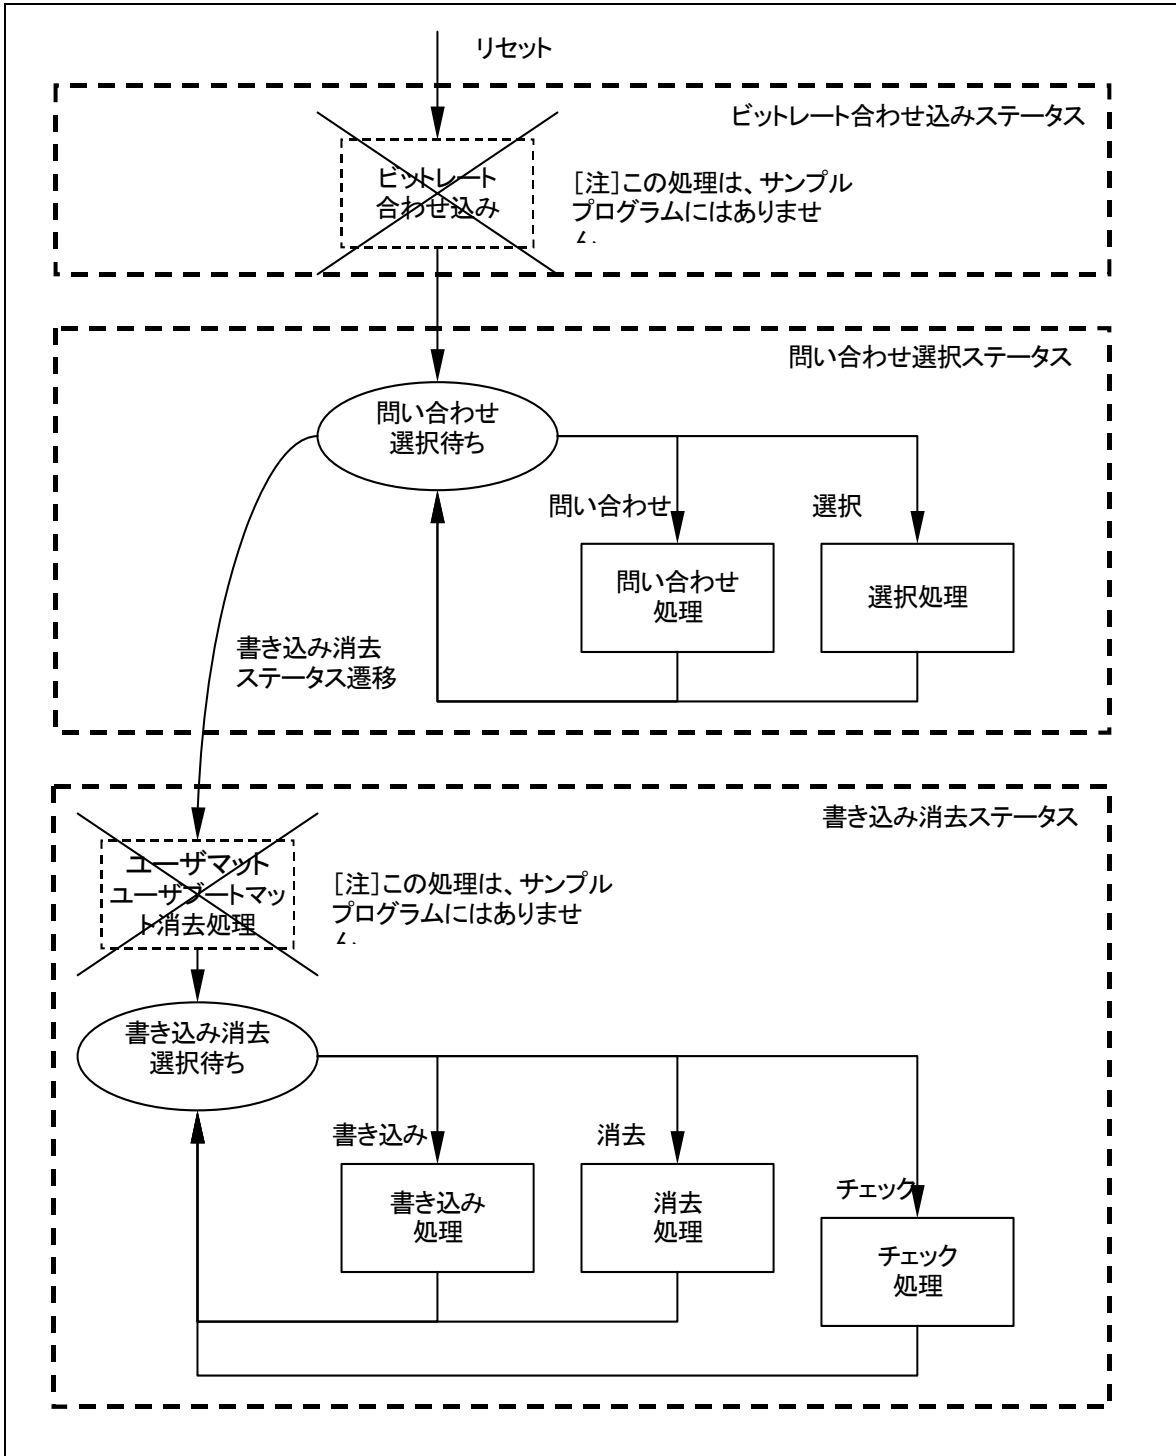 リセット
ビットレート合わせ込みステータス
ビットレート
合わせ込み
［注］この処理は、サンプル
プログラムにはありませ
ん
問い合わせ選択ステータス
問い合わせ
選択待ち
問い合わせ
選択
問い合わせ
処理
選択処理
書き込み消去
ステータス遷移
書き込み消去ステータス
ユーザマット
ユーザブートマッ
ト消去処理
［注］この処理は、サンプル
プログラムにはありませ
ん
書き込み消去
選択待ち
書き込み
消去
チェック
書き込み
処理
消去
処理
チェック
処理